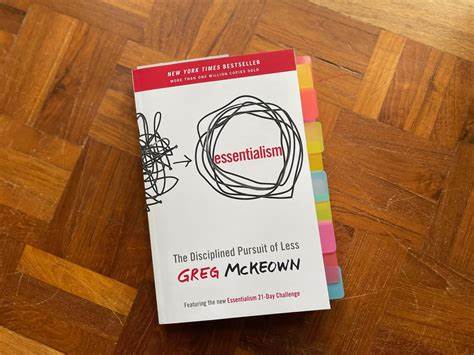 NEW YORK TIMES BESTSELLER
MORE THAN ONE MILLION COPIES SOLD
essentialism
The Disciplined Pursuit of Less
GREG McKEOWN
Featuring the new Essentialism 21-Day Challenge